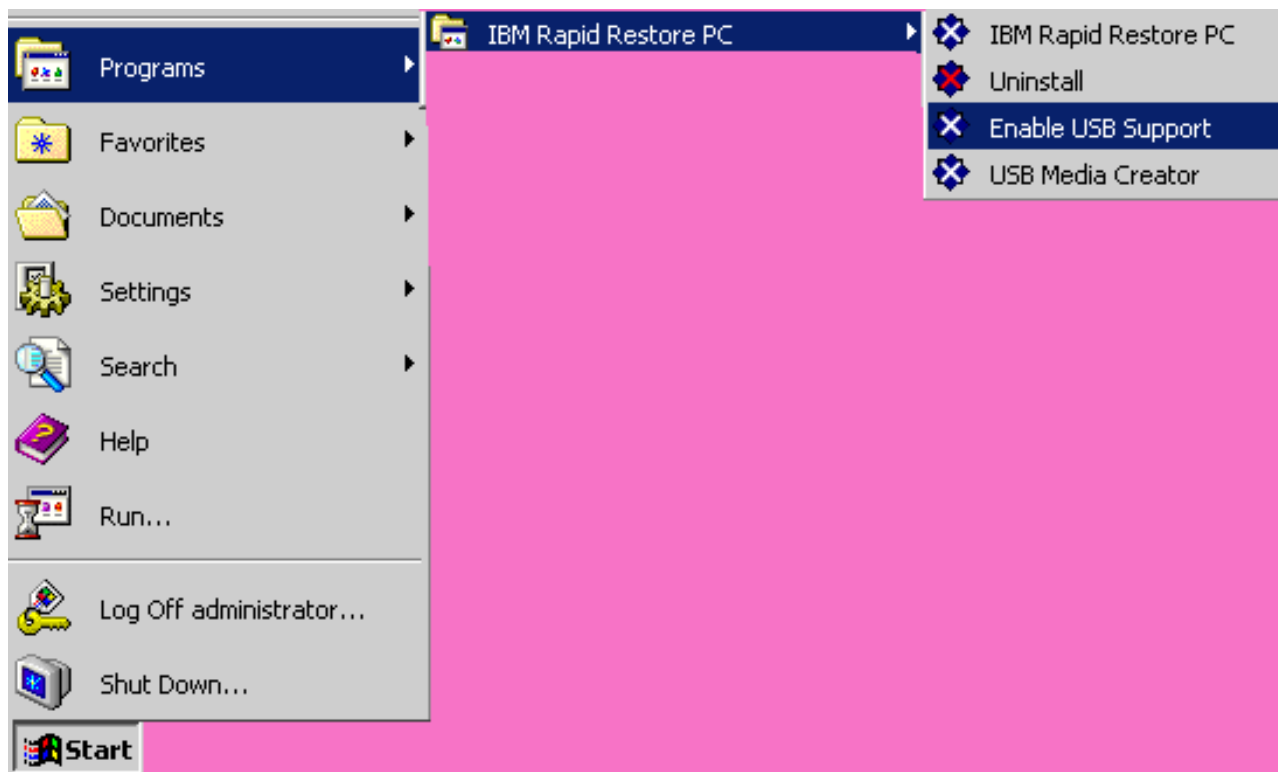 Programs
Favorites
Documents
Settings
Search
Help
Run...
Log Off administrator...
Shut Down...
Start
IBM Rapid Restore PC
IBM Rapid Restore PC
Uninstall
Enable USB Support
USB Media Creator